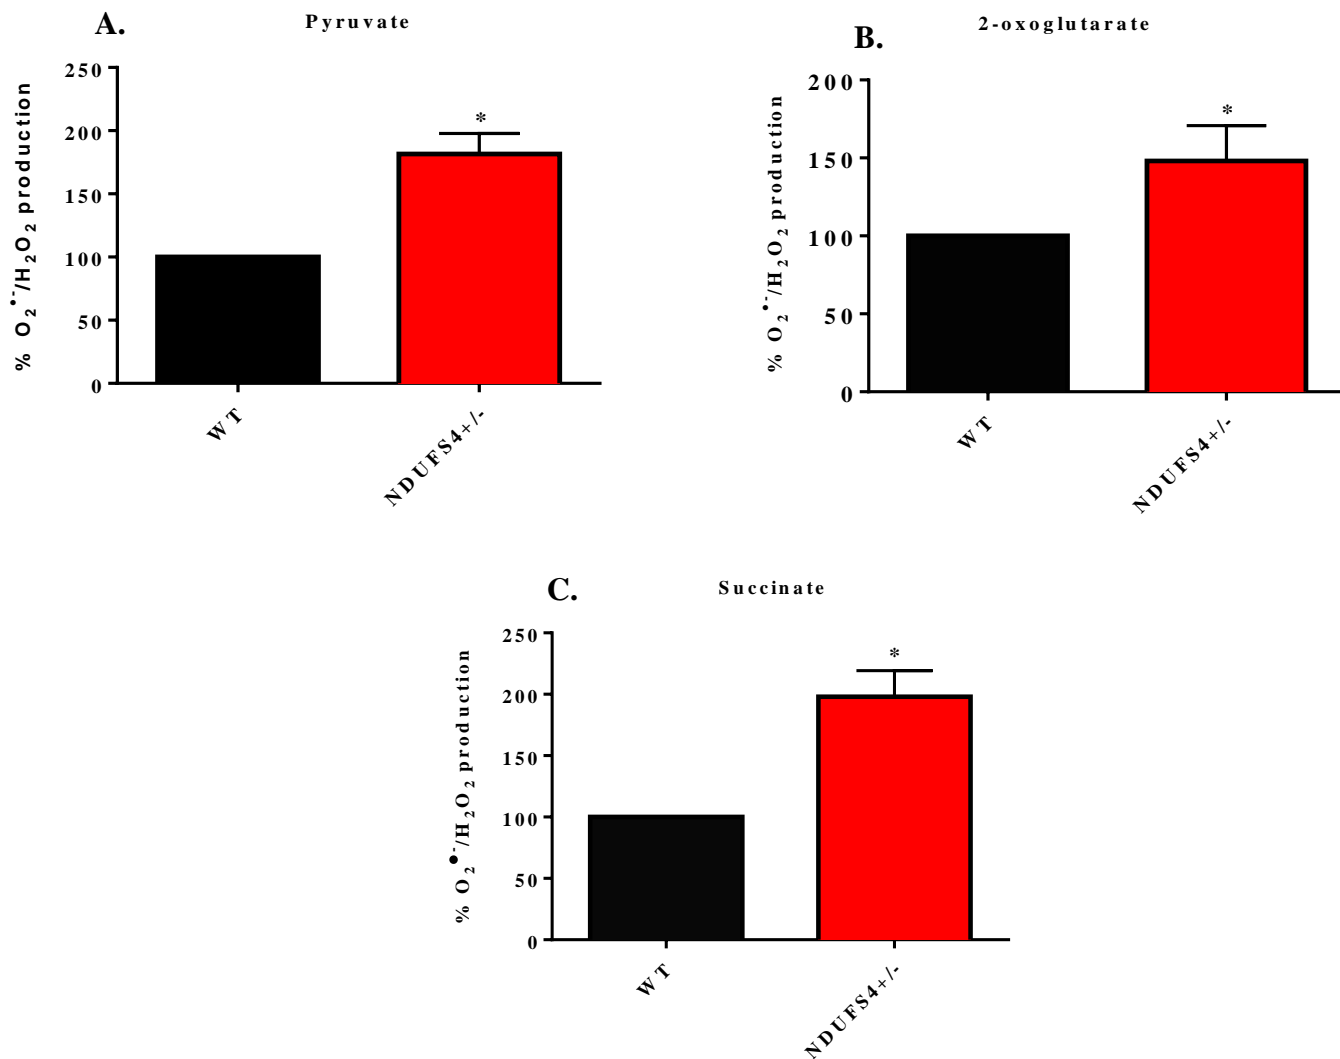 A.
Pyruvate
% O₂•⁻/H₂O₂ production
250
200
150
100
50
0
*
WT
NDUFS4+/-
B.
2-oxoglutarate
% O₂•⁻/H₂O₂ production
200
150
100
50
0
*
WT
NDUFS4+/-
C.
Succinate
% O₂•⁻/H₂O₂ production
250
200
150
100
50
0
*
WT
NDUFS4+/-